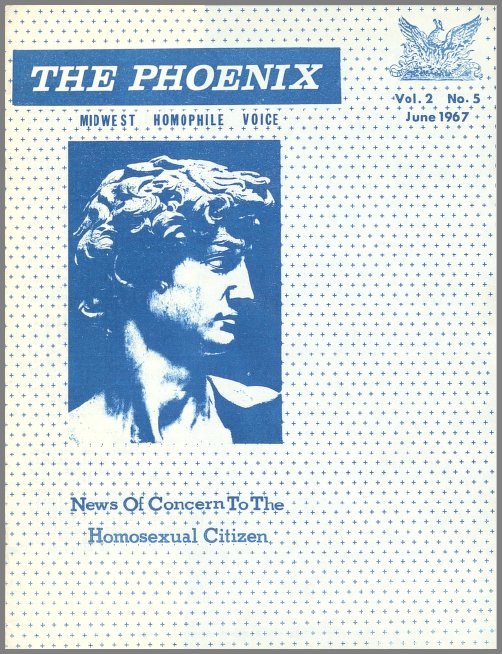 THE PHOENIX
Vol. 2 No. 5
June 1967
MIDWEST HOMOPHILE VOICE
News Of Concern To The
Homosexual Citizen